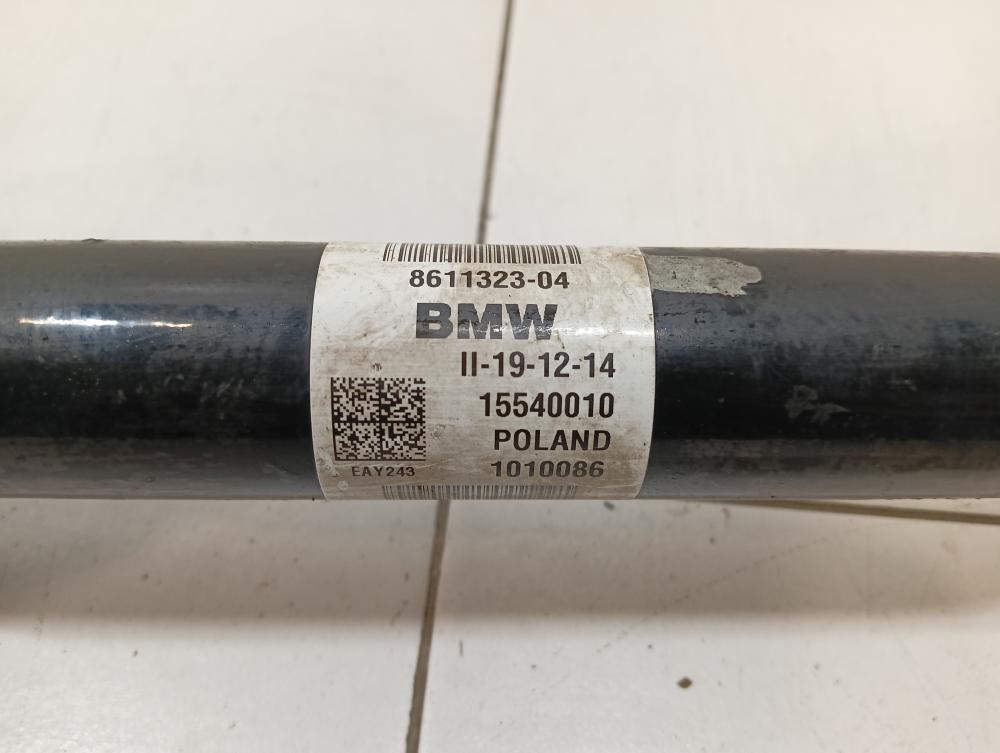 8611323-04
BMW
II-19-12-14
15540010
POLAND
EAY243
1010086